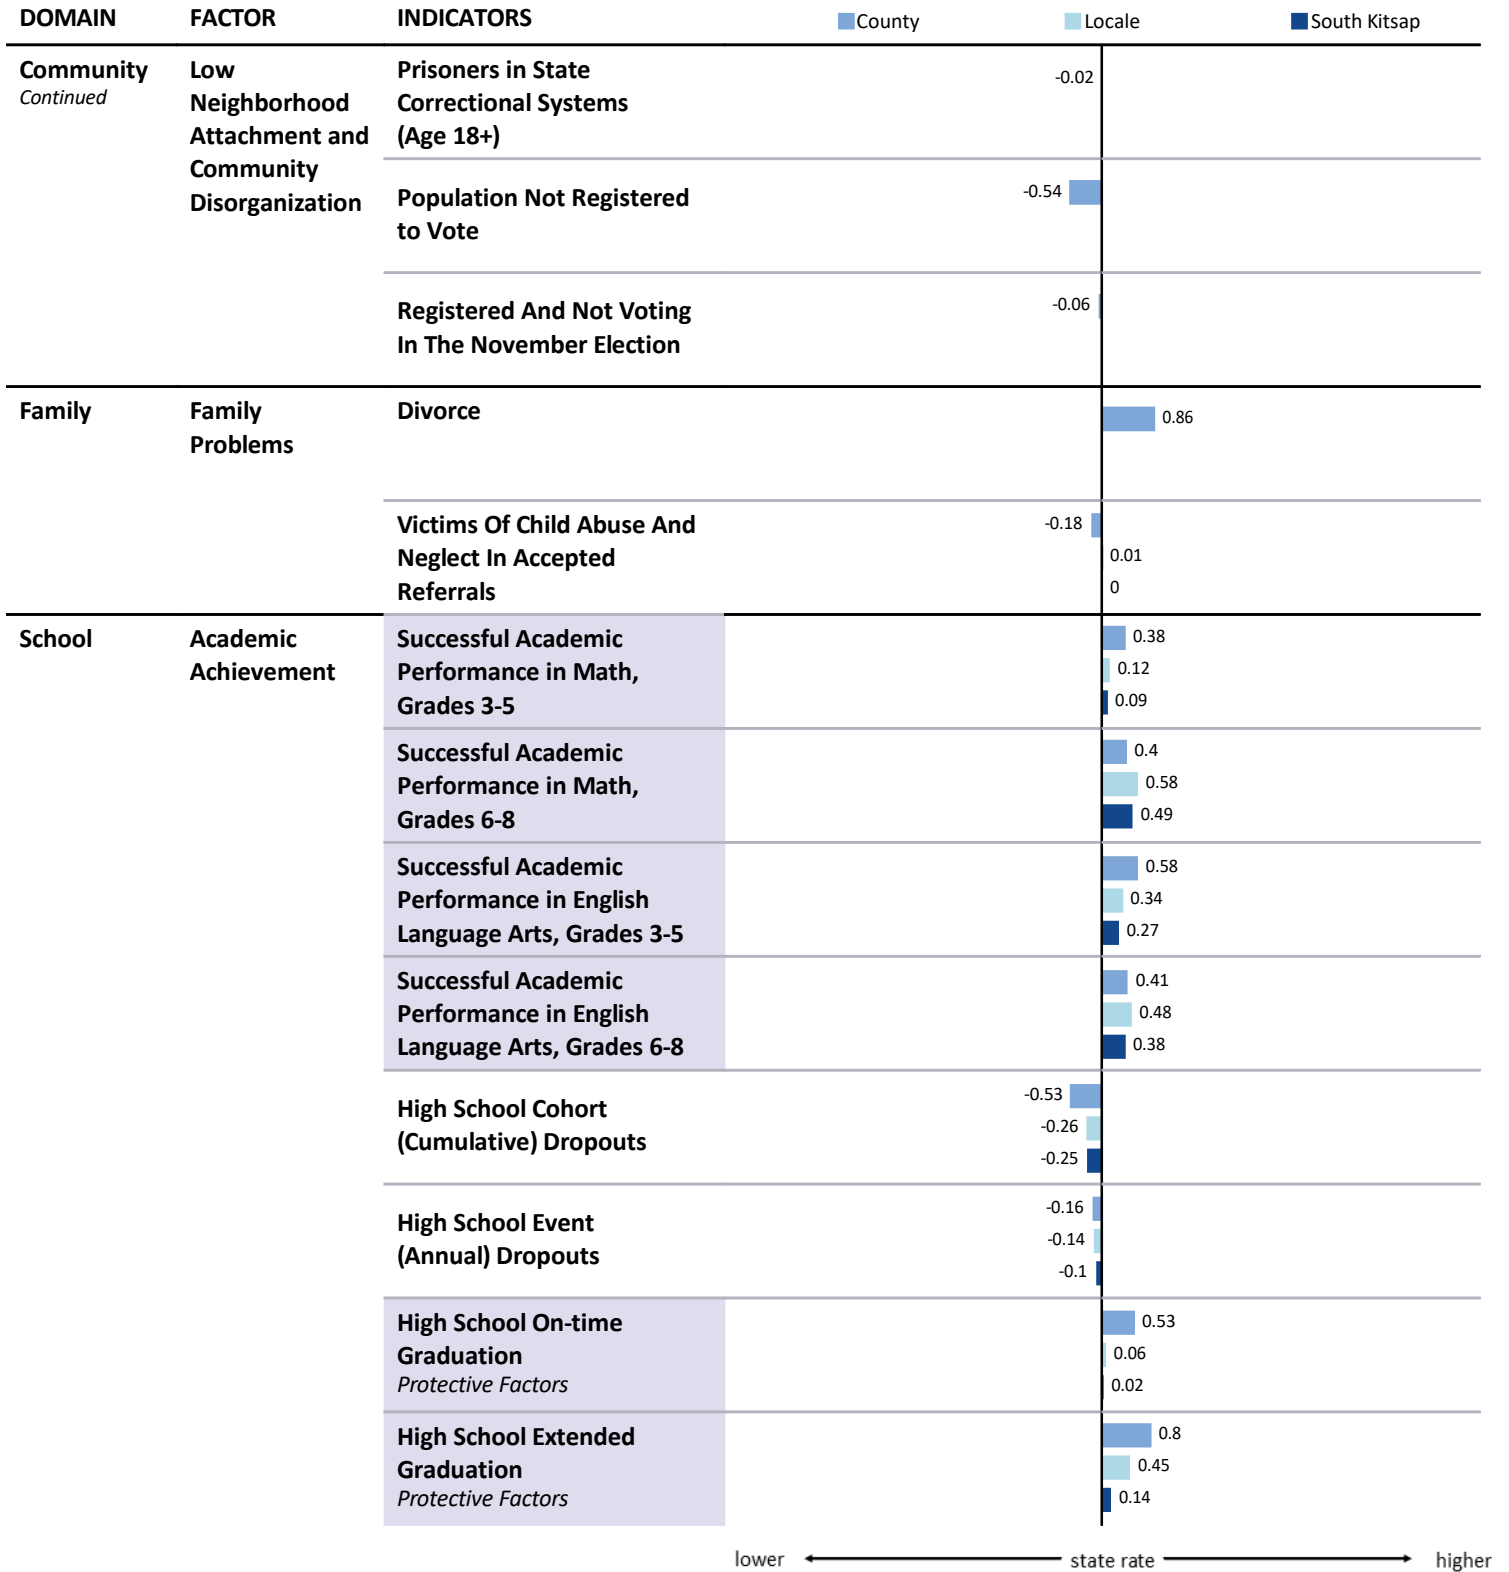 DOMAIN FACTOR INDICATORS County Locale South Kitsap
Community
Continued
Low
Neighborhood
Attachment and
Community
Disorganization
Prisoners in State
Correctional Systems
(Age 18+)
-0.02
Population Not Registered
to Vote
-0.54
Registered And Not Voting
In The November Election
-0.06
Family
Family
Problems
Divorce
0.86
Victims Of Child Abuse And
Neglect In Accepted
Referrals
-0.18
0.01
0
School
Academic
Achievement
Successful Academic
Performance in Math,
Grades 3-5
0.38
0.12
0.09
Successful Academic
Performance in Math,
Grades 6-8
0.4
0.58
0.49
Successful Academic
Performance in English
Language Arts, Grades 3-5
0.58
0.34
0.27
Successful Academic
Performance in English
Language Arts, Grades 6-8
0.41
0.48
0.38
High School Cohort
(Cumulative) Dropouts
-0.53
-0.26
-0.25
High School Event
(Annual) Dropouts
-0.16
-0.14
-0.1
High School On-time
Graduation
Protective Factors
0.53
0.06
0.02
High School Extended
Graduation
Protective Factors
0.8
0.45
0.14
lower state rate higher